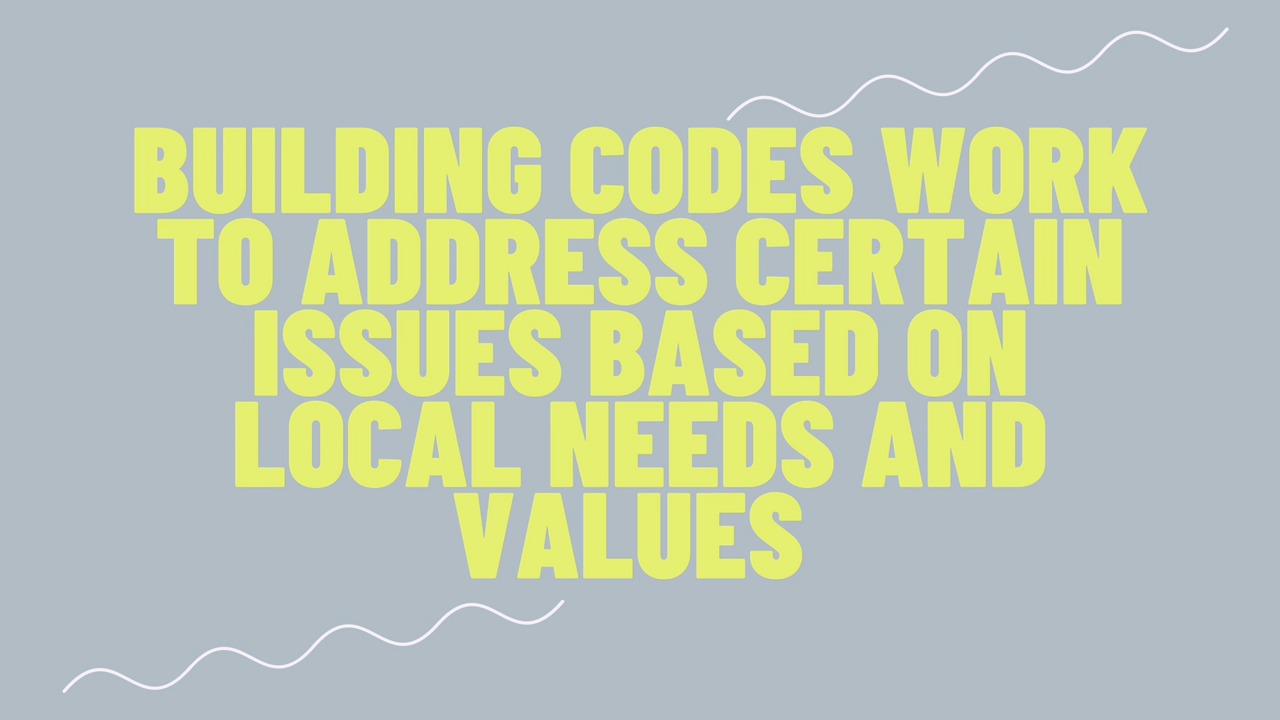 BUILDING CODES WORK
TO ADDRESS CERTAIN
ISSUES BASED ON
LOCAL NEEDS AND
VALUES